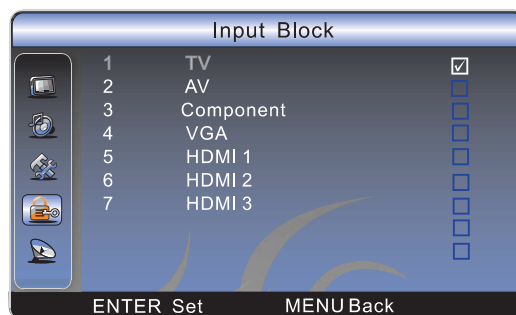 Input Block
1 TV
2 AV
3 Component
4 VGA
5 HDMI 1
6 HDMI 2
7 HDMI 3
ENTER Set MENU Back